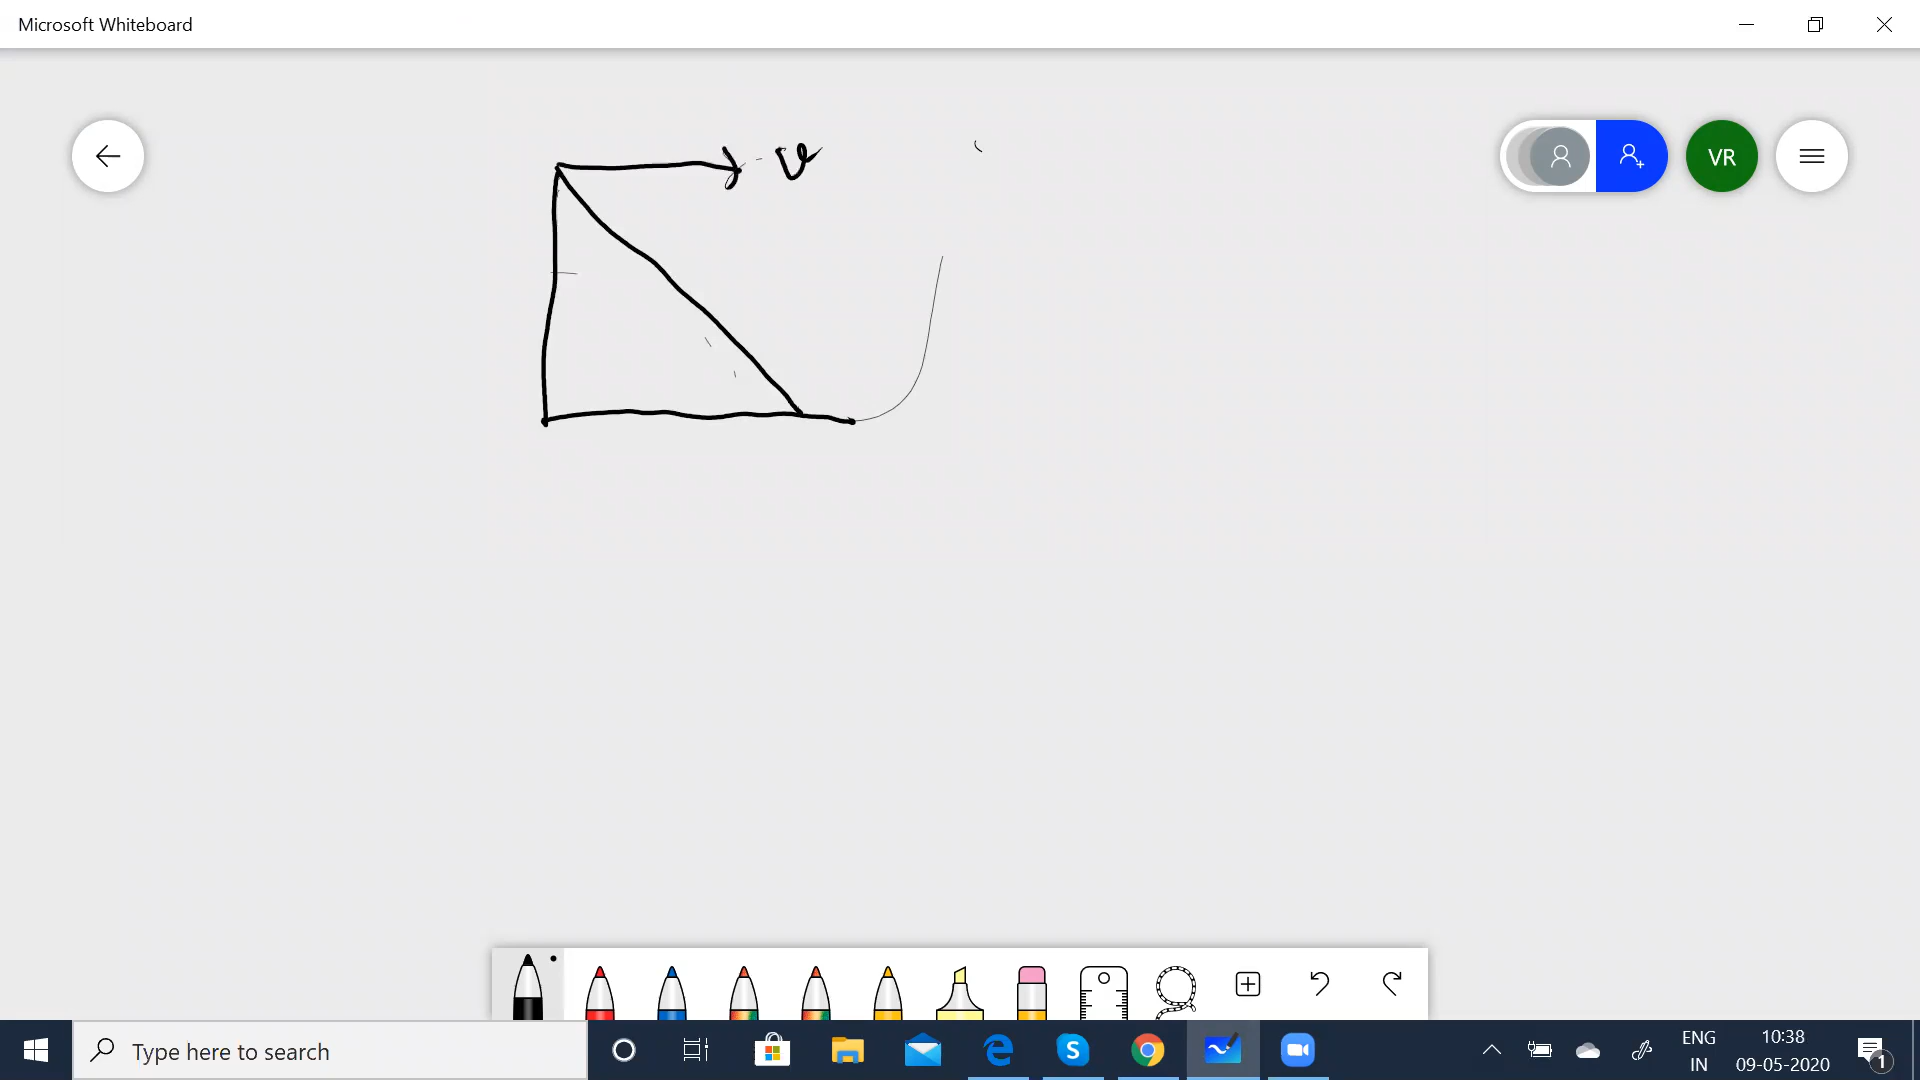 Microsoft Whiteboard
v
VR
Type here to search
ENG
IN
10:38
09-05-2020
1